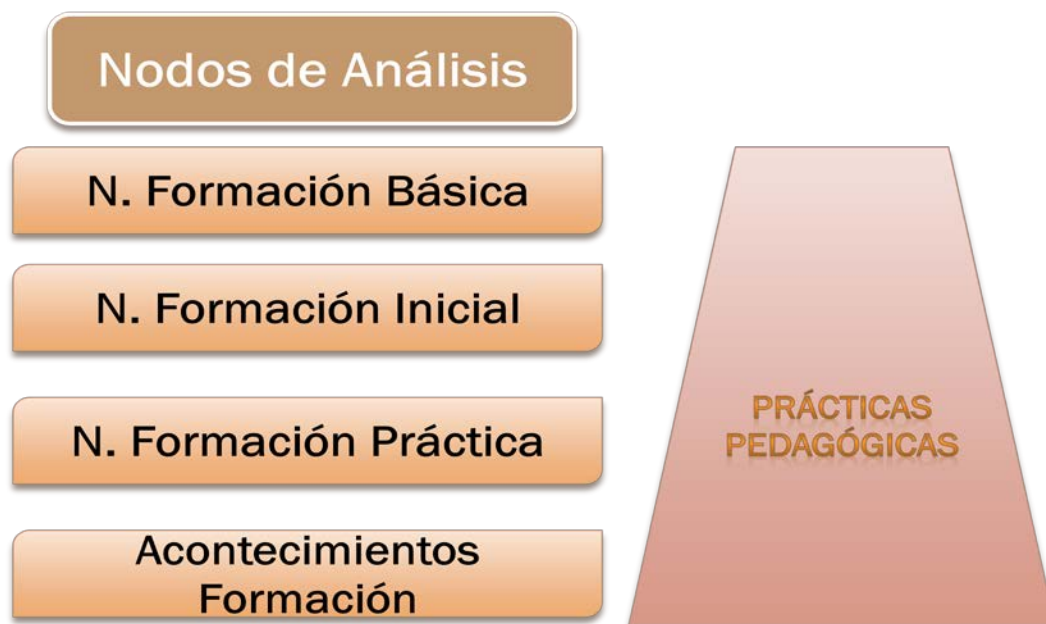 Nodos de Análisis
N. Formación Básica
N. Formación Inicial
N. Formación Práctica
Acontecimientos
Formación
PRÁCTICAS
PEDAGÓGICAS